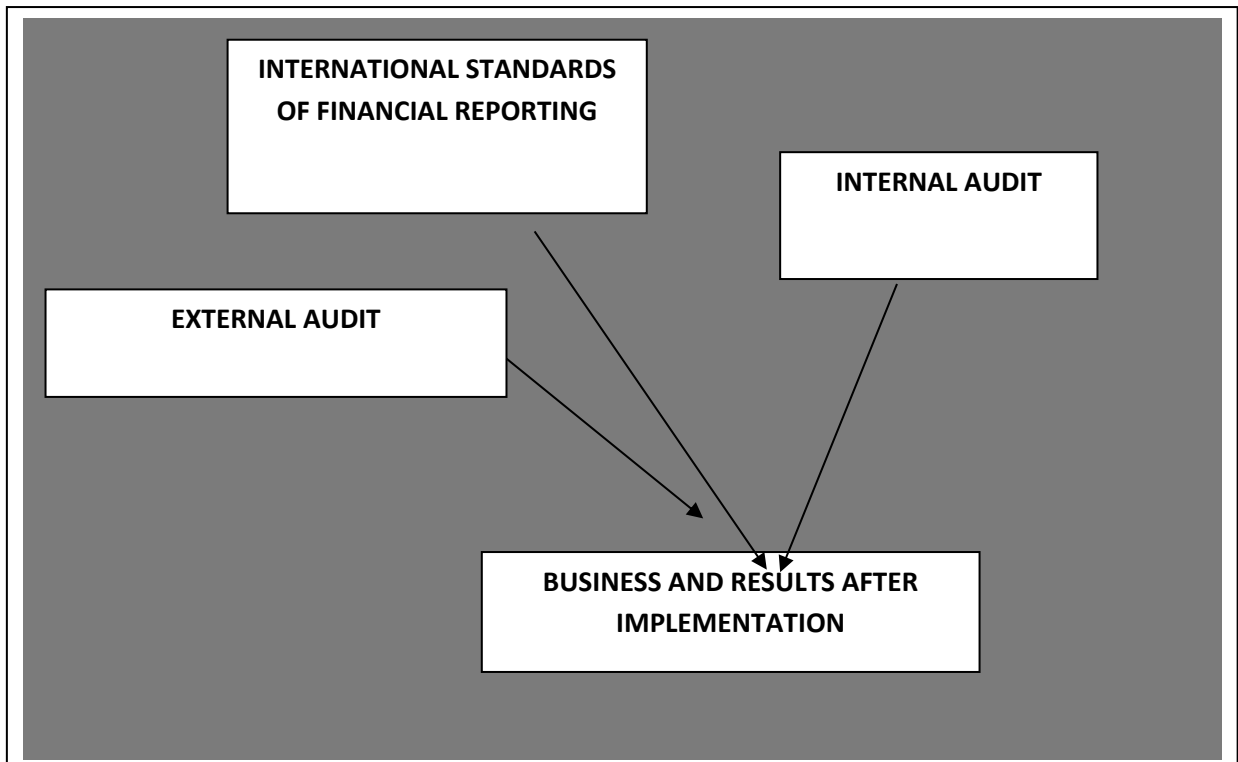 INTERNATIONAL STANDARDS
OF FINANCIAL REPORTING
INTERNAL AUDIT
EXTERNAL AUDIT
BUSINESS AND RESULTS AFTER
IMPLEMENTATION